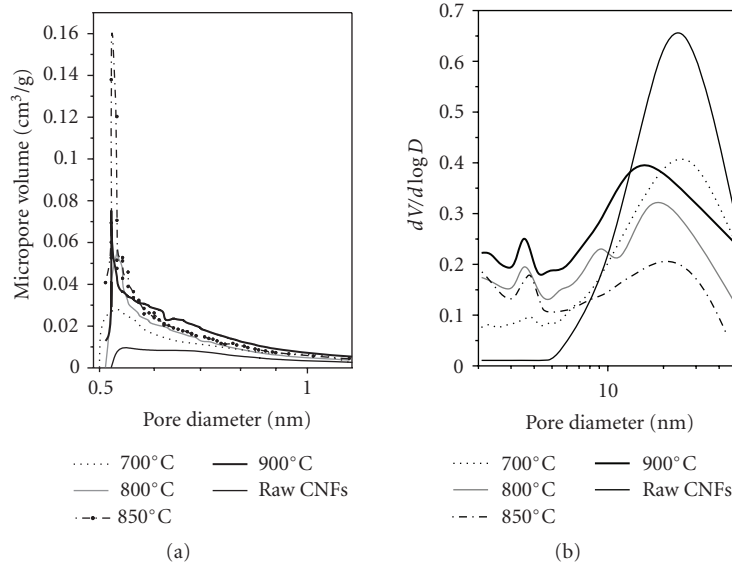 0.16
0.14
0.12
0.1
0.08
0.06
0.04
0.02
0
Micropore volume (cm³/g)
0.5
1
Pore diameter (nm)
700°C
900°C
800°C
Raw CNFs
850°C
(a)
0.7
0.6
0.5
0.4
0.3
0.2
0.1
0
dV/d log D
10
Pore diameter (nm)
700°C
900°C
800°C
Raw CNFs
850°C
(b)